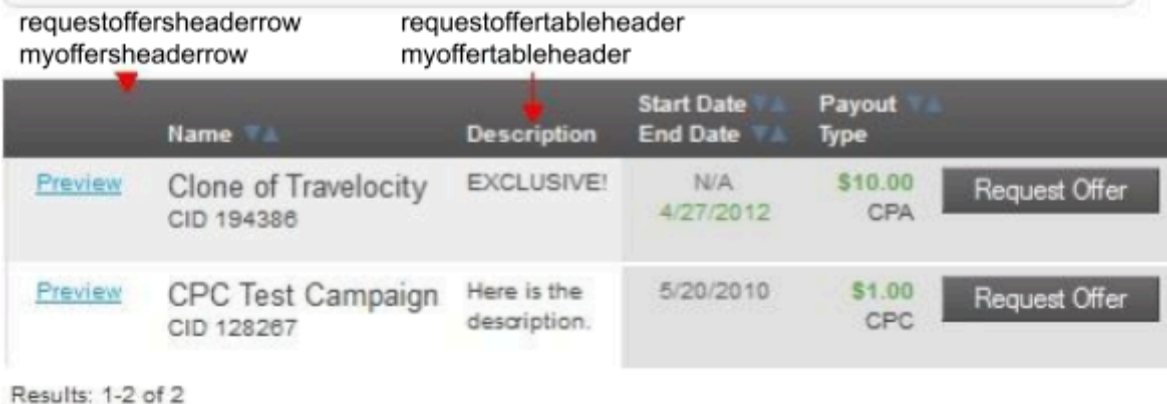 requestoffersheaderrow requestoffertableheader
myoffersheaderrow myoffertableheader
Start Date Payout
Name Description End Date Type
Preview Clone of Travelocity EXCLUSIVE! N/A $10.00 Request Offer
CID 194386 4/27/2012 CPA
Preview CPC Test Campaign Here is the 5/20/2010 $1.00 Request Offer
CID 128267 description. CPC
Results: 1-2 of 2